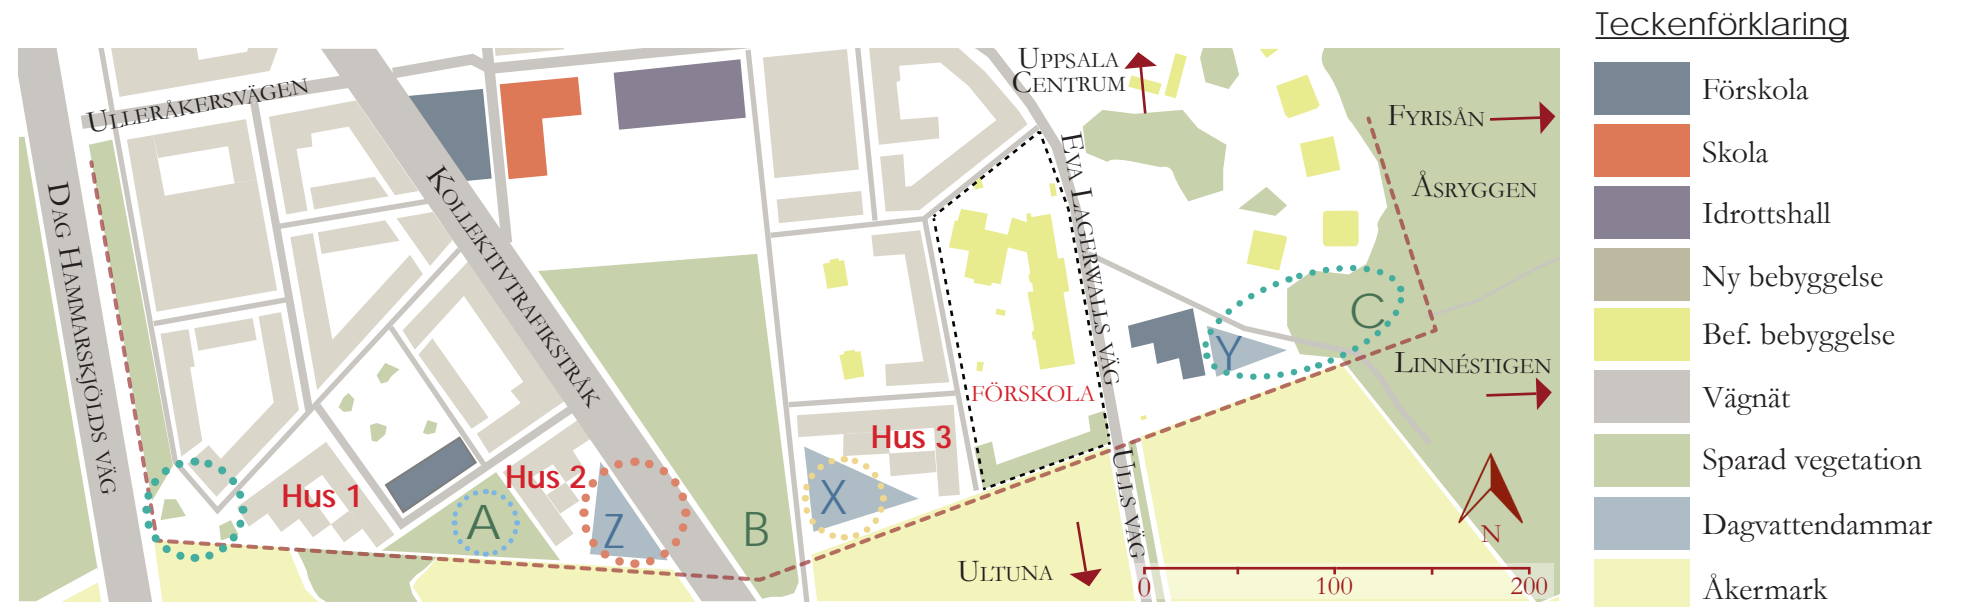 Teckenförklaring
Uppsala
Centrum
Förskola
Ulleråkersvägen
Fyrisån
Skola
Eva Lagerwalls väg
Åsryggen
Dag Hammarskjölds väg
Kollektivtrafikstråk
Idrottshall
Ny bebyggelse
C
Bef. bebyggelse
Y
Linnéstigen
FÖRSKOLA
Vägnät
Hus 3
Hus 2
Hus 1
Sparad vegetation
X
A
Z
B
Ulls väg
N
Dagvattendammar
Ultuna
0
100
200
Åkermark